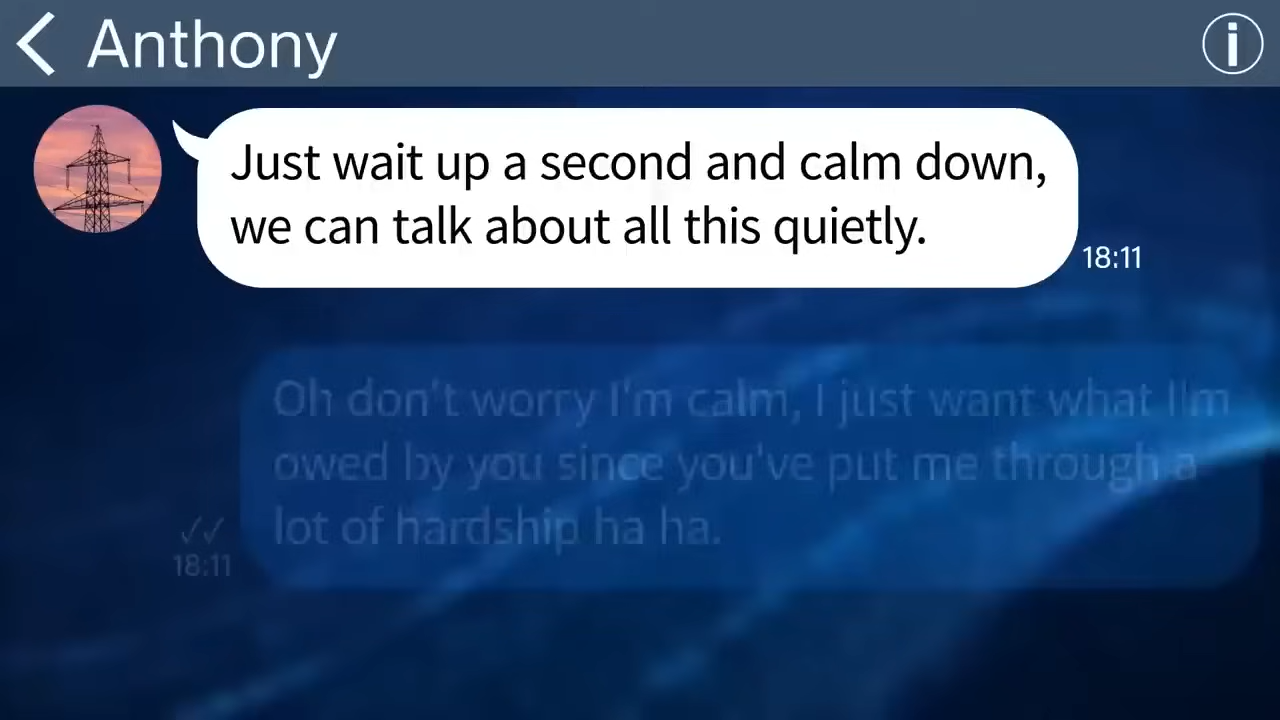 Anthony
Just wait up a second and calm down,
we can talk about all this quietly.
18:11
Oh don't worry I'm calm, I just want what I'm
owed by you since you've put me through a
lot of hardship ha ha.
18:11